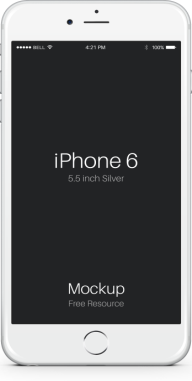 BELL 4:21 PM 100%
iPhone 6
5.5 inch Silver
Mockup
Free Resource